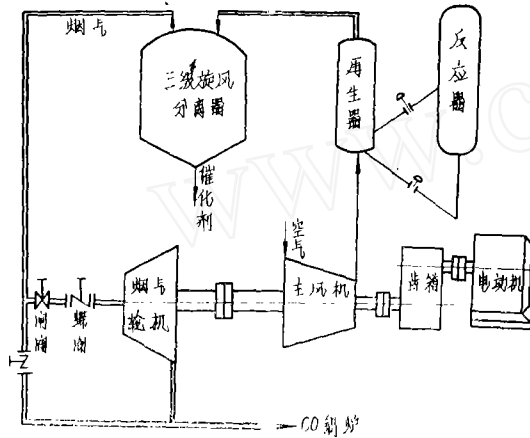 烟气
三级旋风
分离器
再生器
反应器
催化剂
空气
闸阀
蝶阀
烟气
轮机
主风机
齿箱
电动机
CO锅炉
www.c